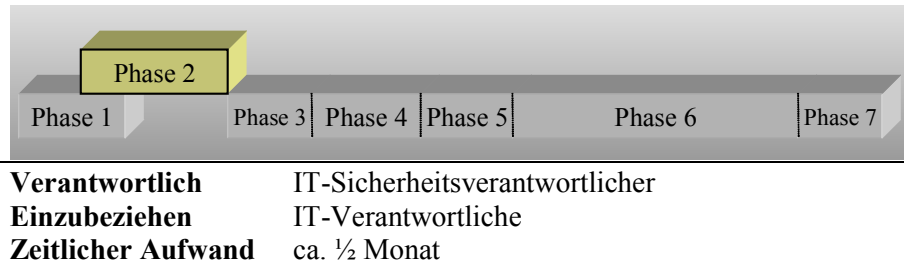 Phase 2
Phase 1 Phase 3 Phase 4 Phase 5 Phase 6 Phase 7
Verantwortlich IT-Sicherheitsverantwortlicher
Einzubeziehen IT-Verantwortliche
Zeitlicher Aufwand ca. ½ Monat